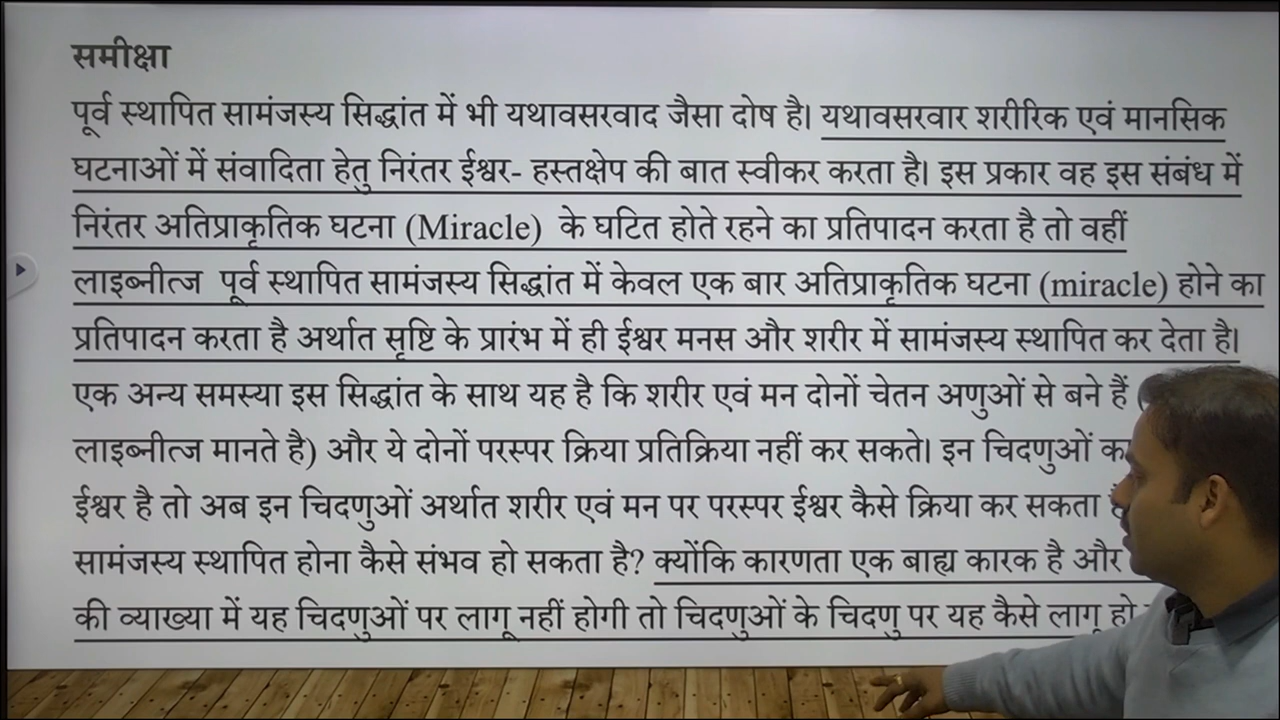 समीक्षा
पूर्व स्थापित सामंजस्य सिद्धांत में भी यथावसरवाद जैसा दोष है। यथावसरवार शरीरिक एवं मानसिक
घटनाओं में संवादिता हेतु निरंतर ईश्वर- हस्तक्षेप की बात स्वीकर करता है। इस प्रकार वह इस संबंध में
निरंतर अतिप्राकृतिक घटना (Miracle) के घटित होते रहने का प्रतिपादन करता है तो वहीं
लाइब्नीत्ज पूर्व स्थापित सामंजस्य सिद्धांत में केवल एक बार अतिप्राकृतिक घटना (miracle) होने का
प्रतिपादन करता है अर्थात सृष्टि के प्रारंभ में ही ईश्वर मनस और शरीर में सामंजस्य स्थापित कर देता है।
एक अन्य समस्या इस सिद्धांत के साथ यह है कि शरीर एवं मन दोनों चेतन अणुओं से बने हैं
लाइब्नीत्ज मानते है) और ये दोनों परस्पर क्रिया प्रतिक्रिया नहीं कर सकते। इन चिदणुओं
ईश्वर है तो अब इन चिदणुओं अर्थात शरीर एवं मन पर परस्पर ईश्वर कैसे क्रिया कर सकता
सामंजस्य स्थापित होना कैसे संभव हो सकता है? क्योंकि कारणता एक बाह्य कारक है और
की व्याख्या में यह चिदणुओं पर लागू नहीं होगी तो चिदणुओं के चिदणु पर यह कैसे लागू हो